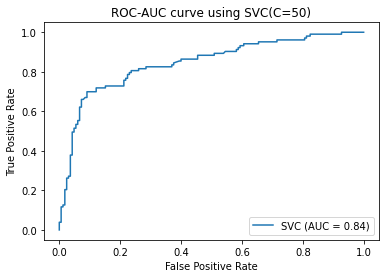 ROC-AUC curve using SVC(C=50)
True Positive Rate
1.0
0.8
0.6
0.4
0.2
0.0
SVC (AUC = 0.84)
0.0 0.2 0.4 0.6 0.8 1.0
False Positive Rate